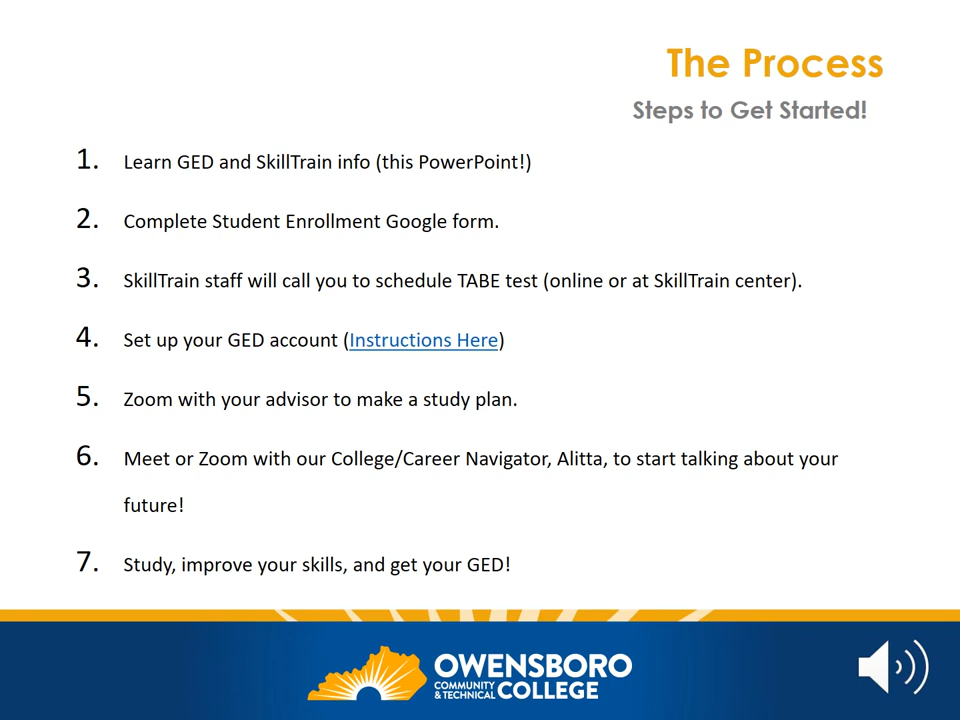 The Process
Steps to Get Started!
1. Learn GED and SkillTrain info (this PowerPoint!)
2. Complete Student Enrollment Google form.
3. SkillTrain staff will call you to schedule TABE test (online or at SkillTrain center).
4. Set up your GED account (Instructions Here)
5. Zoom with your advisor to make a study plan.
6. Meet or Zoom with our College/Career Navigator, Alitta, to start talking about your
future!
7. Study, improve your skills, and get your GED!
OWENSBORO
COMMUNITY
& TECHNICAL COLLEGE